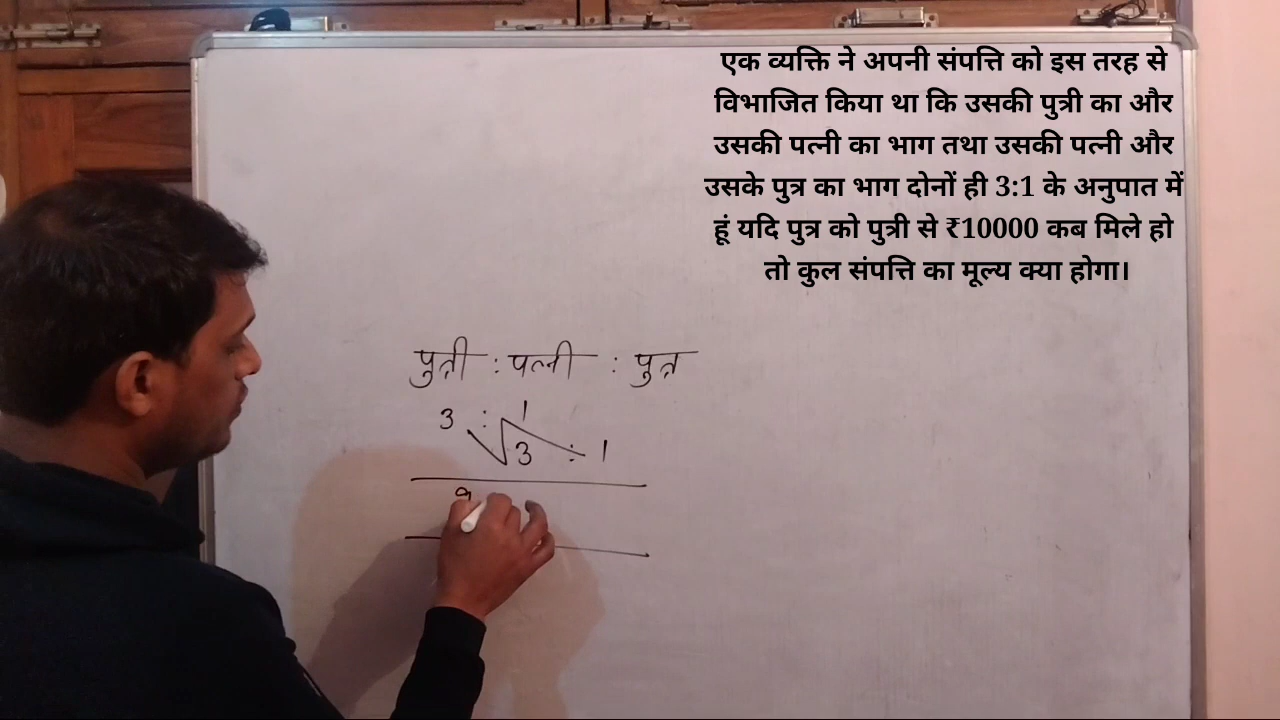 एक व्यक्ति ने अपनी संपत्ति को इस तरह से
विभाजित किया था कि उसकी पुत्री का और
उसकी पत्नी का भाग तथा उसकी पत्नी और
उसके पुत्र का भाग दोनों ही 3:1 के अनुपात में
हूं यदि पुत्र को पुत्री से ₹10000 कब मिले हो
तो कुल संपत्ति का मूल्य क्या होगा।
पुत्री : पत्नी : पुत्र
3 : 1
3 : 1
9